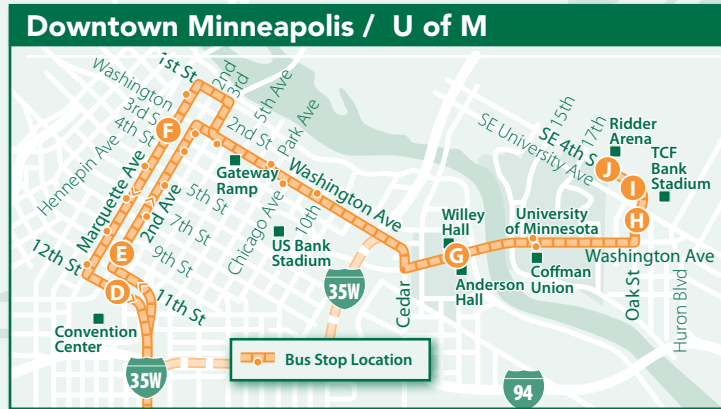 Downtown Minneapolis / U of M
1st St
2nd
3rd
Washington
3rd S
4th St
Hennepin Ave
F
5th Ave
Park Ave
2nd St
Washington Ave
Gateway
Ramp
Marquette Ave
2nd Ave
5th St
7th St
9th St
Chicago Ave
10th
US Bank
Stadium
12th St
11th St
E
D
Convention
Center
35W
35W
94
Cedar
Willey
Hall
G
Anderson
Hall
University
of Minnesota
Coffman
Union
15th
17th
SE 4th S
SE University Ave
Ridder
Arena
J
I
H
TCF
Bank
Stadium
Washington Ave
Oak St
Huron Blvd
Bus Stop Location